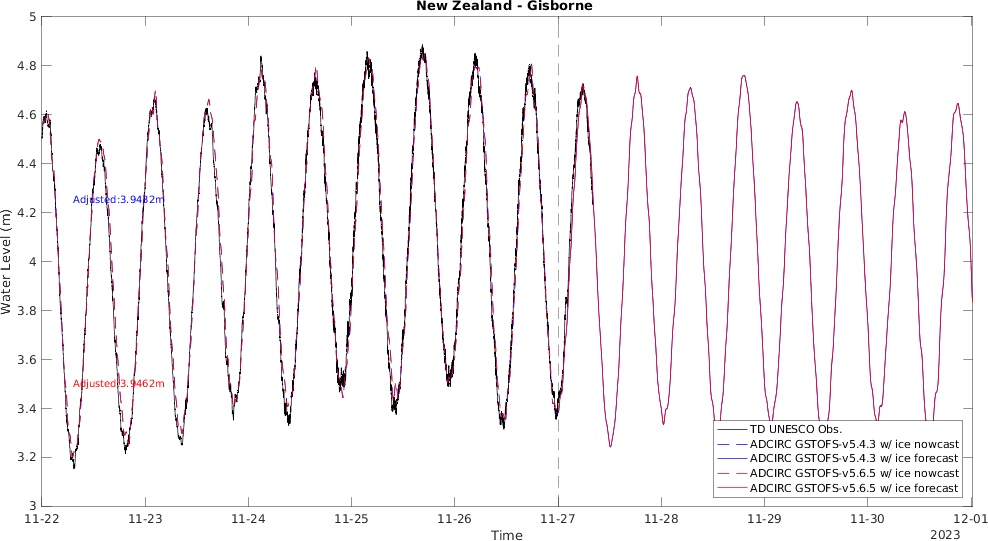 New Zealand - Gisborne
5
4.8
4.6
4.4
4.2
4
3.8
3.6
3.4
3.2
3
Water Level (m)
Adjusted:3.9432m
Adjusted:3.9462m
TD UNESCO Obs.
ADCIRC GSTOFS-v5.4.3 w/ ice nowcast
ADCIRC GSTOFS-v5.4.3 w/ ice forecast
ADCIRC GSTOFS-v5.6.5 w/ ice nowcast
ADCIRC GSTOFS-v5.6.5 w/ ice forecast
11-22 11-23 11-24 11-25 11-26 11-27 11-28 11-29 11-30 12-01
Time
2023